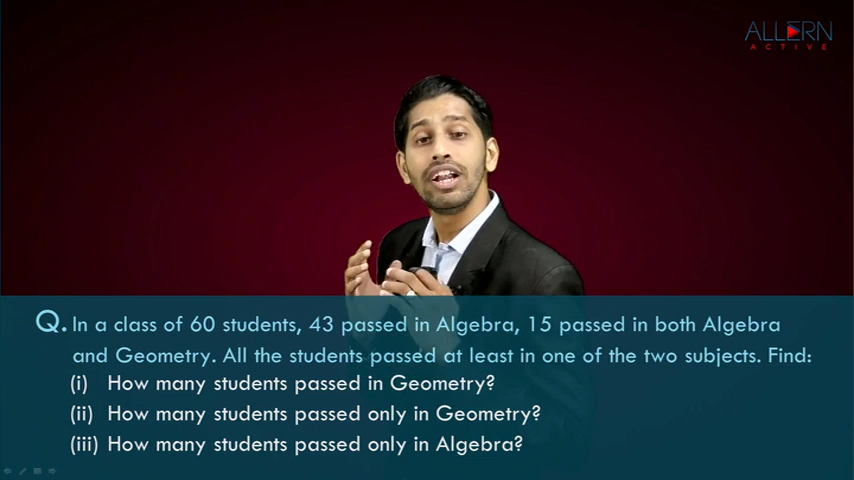 ALLERN
ACTIVE
Q. In a class of 60 students, 43 passed in Algebra, 15 passed in both Algebra
and Geometry. All the students passed at least in one of the two subjects. Find:
(i) How many students passed in Geometry?
(ii) How many students passed only in Geometry?
(iii) How many students passed only in Algebra?